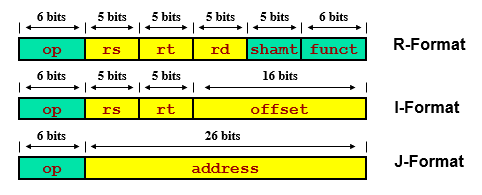 6 bits 5 bits 5 bits 5 bits 5 bits 6 bits
op rs rt rd shamt funct R-Format
6 bits 5 bits 5 bits 16 bits
op rs rt offset I-Format
6 bits 26 bits
op address J-Format